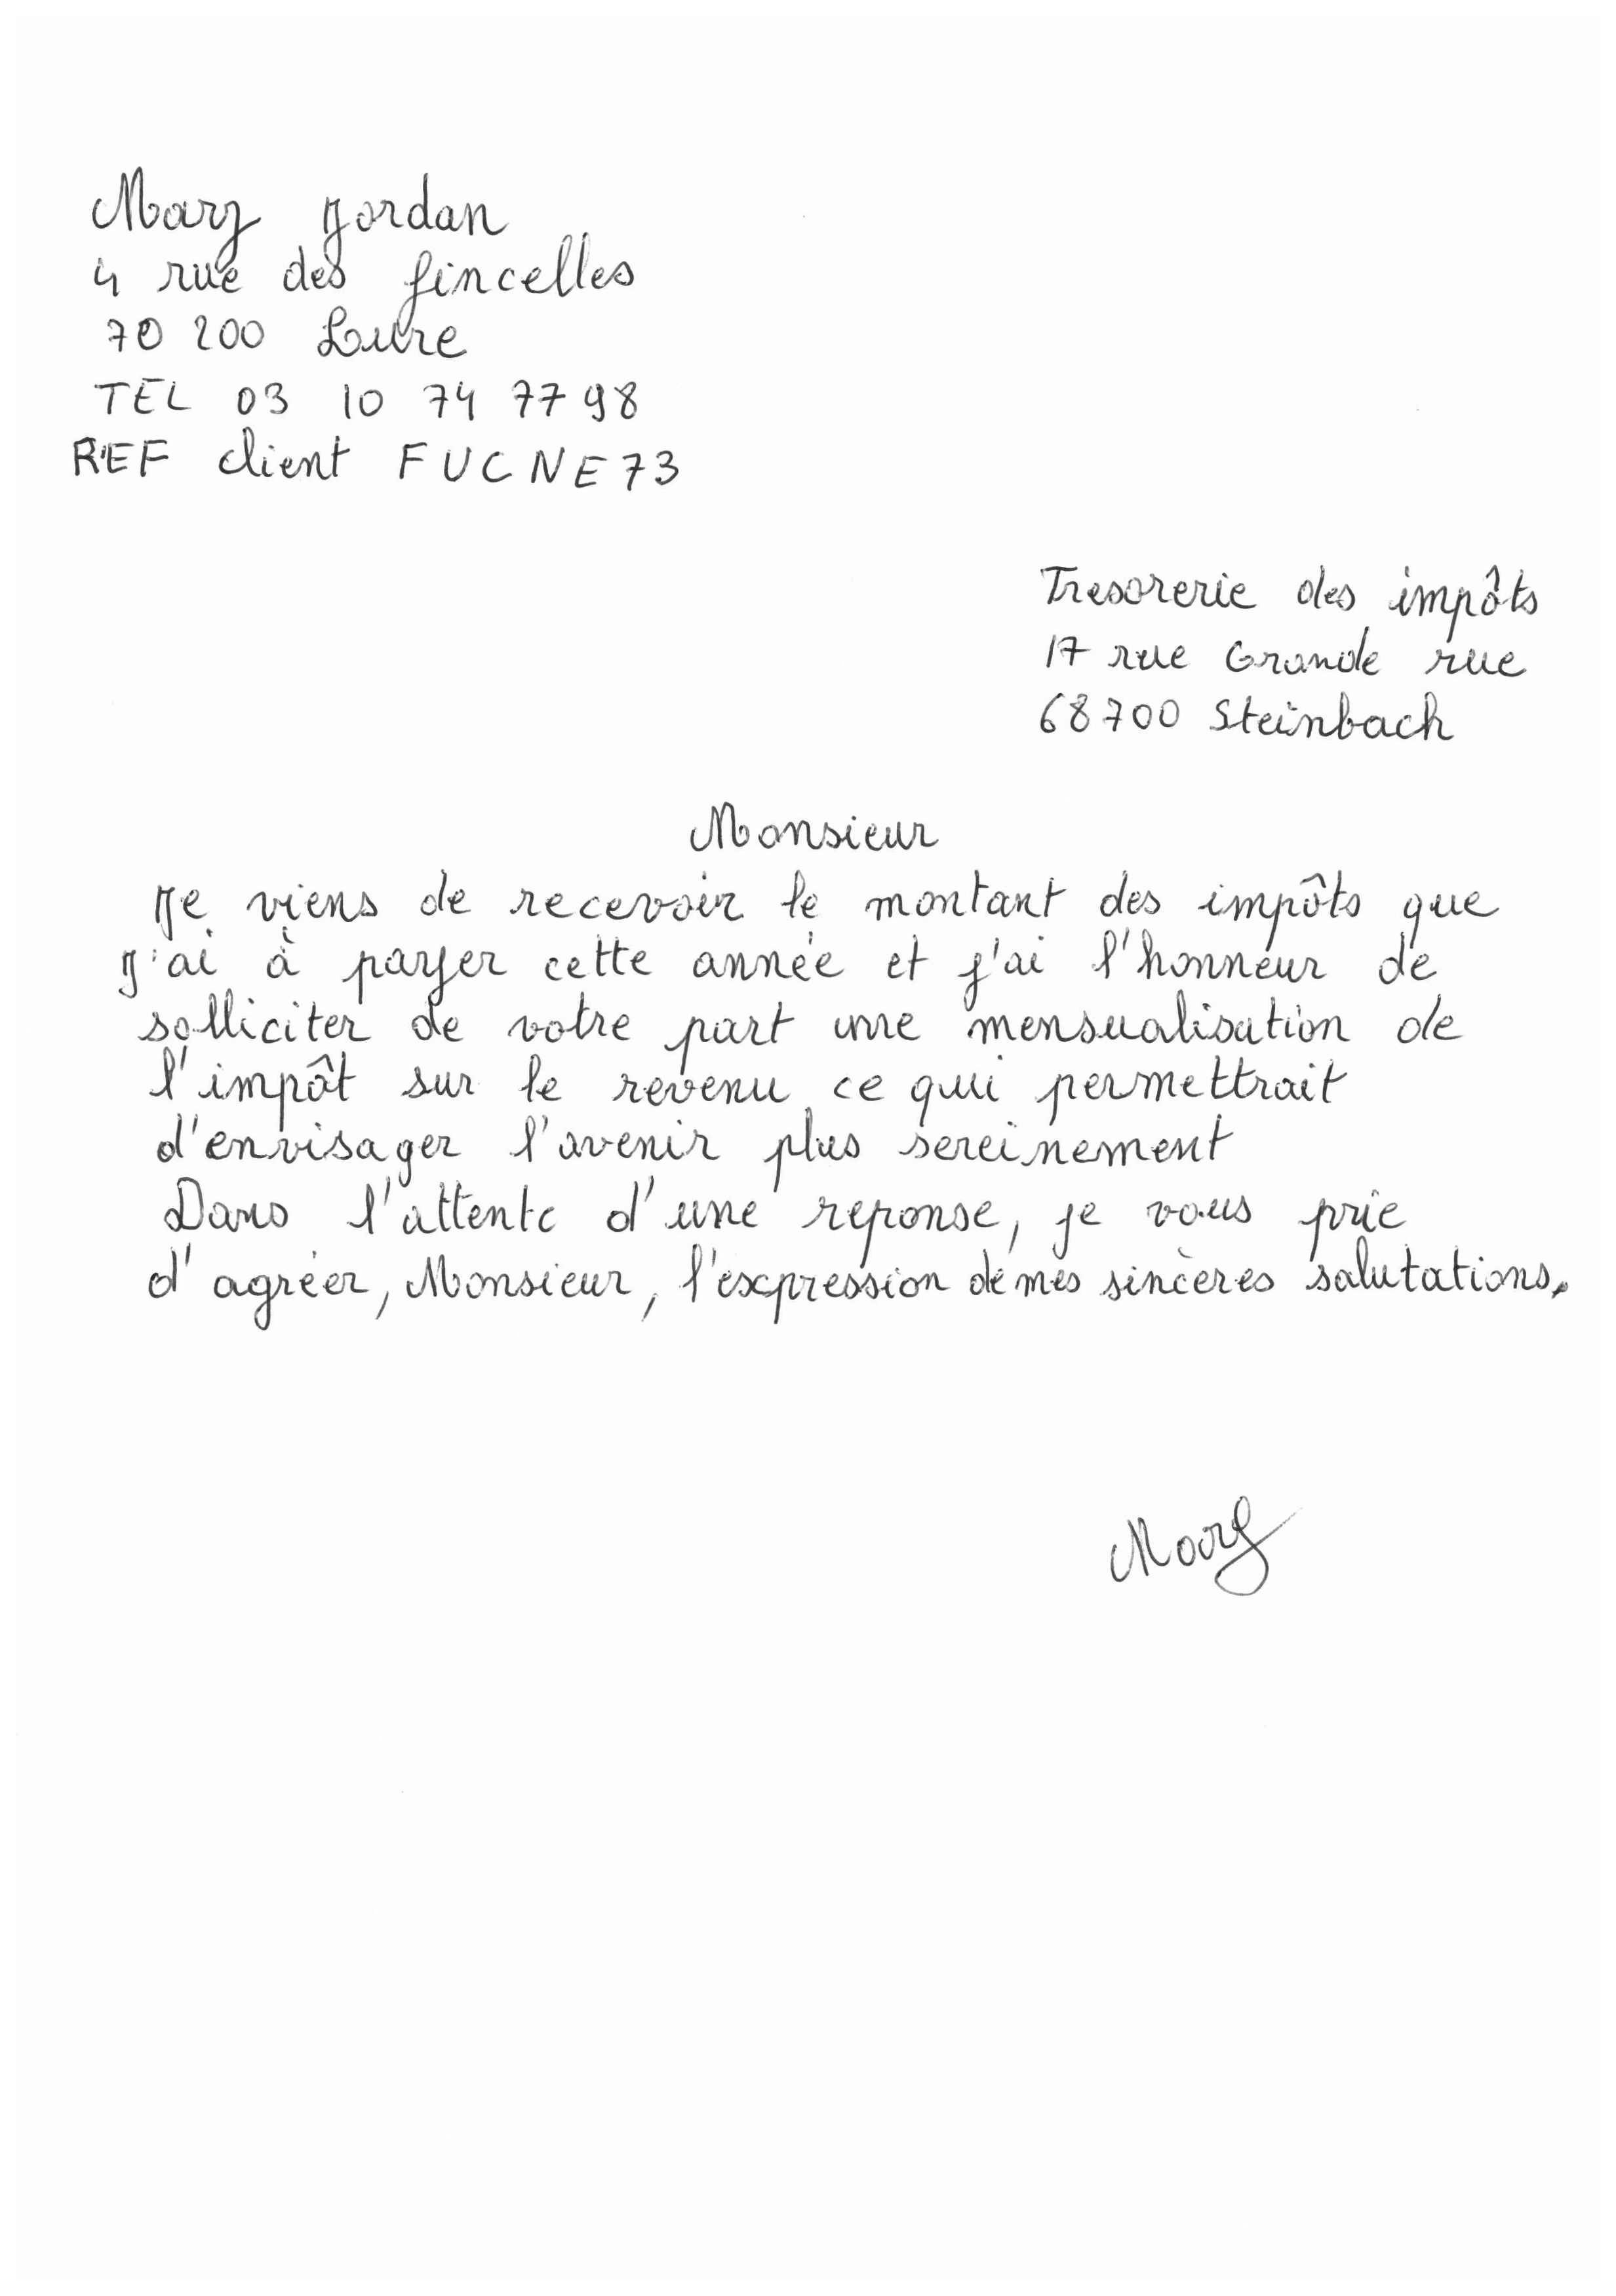 Mary Jordan
4 rue des fincelles
70 200 Lure
TEL 03 10 74 77 98
REF client FUCNE73
Tresorerie des impôts
17 rue Grande rue
68700 Steinbach
Monsieur
Je viens de recevoir le montant des impôts que
J'ai à payer cette année et j'ai l'honneur de
solliciter de votre part une mensualisation de
l'impôt sur le revenu ce qui permettrait
d'envisager l'avenir plus sereinement
Dans l'attente d'une reponse, je vous prie
d'agréer, Monsieur, l'expression de mes sincères salutations.
Mary